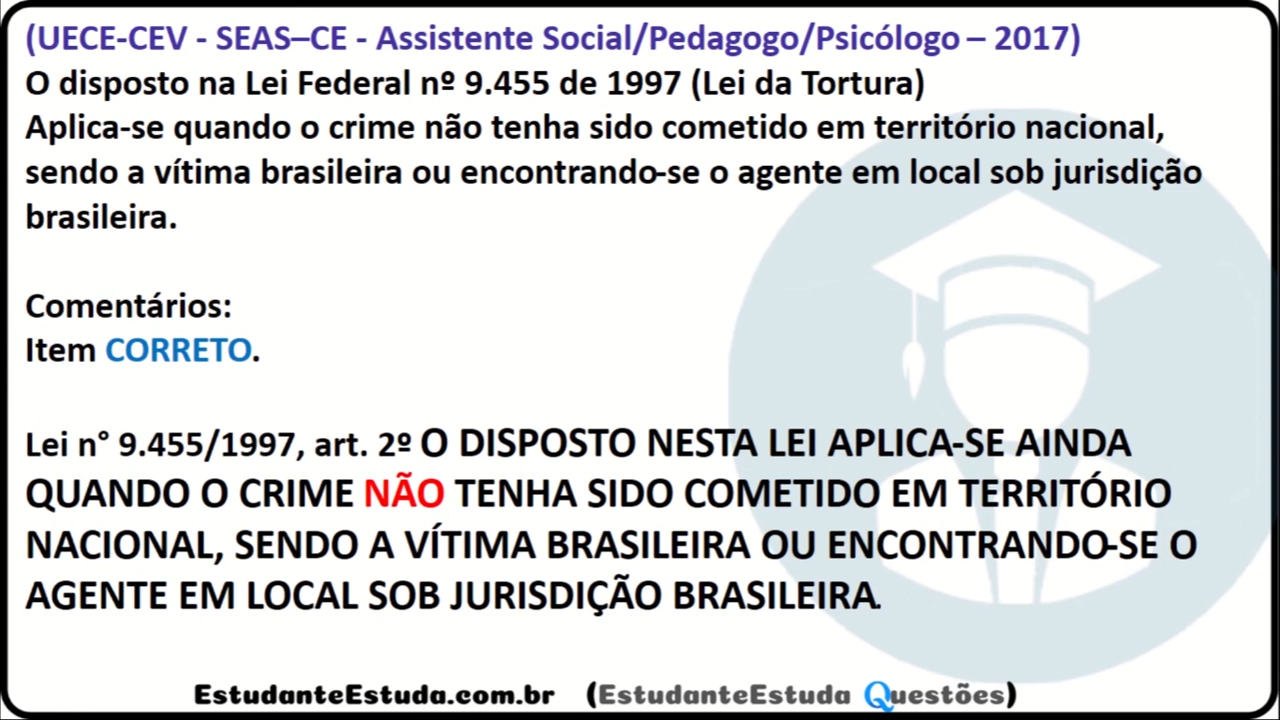 (UECE-CEV - SEAS–CE - Assistente Social/Pedagogo/Psicólogo – 2017)
O disposto na Lei Federal nº 9.455 de 1997 (Lei da Tortura)
Aplica-se quando o crime não tenha sido cometido em território nacional,
sendo a vítima brasileira ou encontrando-se o agente em local sob jurisdição
brasileira.
Comentários:
Item CORRETO.
Lei n° 9.455/1997, art. 2º O DISPOSTO NESTA LEI APLICA-SE AINDA
QUANDO O CRIME NÃO TENHA SIDO COMETIDO EM TERRITÓRIO
NACIONAL, SENDO A VÍTIMA BRASILEIRA OU ENCONTRANDO-SE O
AGENTE EM LOCAL SOB JURISDIÇÃO BRASILEIRA.
EstudanteEstuda.com.br (EstudanteEstuda Questões)